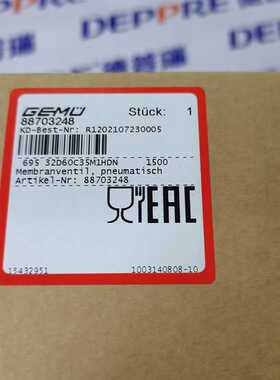 DEPPRE
GEMÜ Stück: 1
88703248
KD-Best-Nr: R1202107230005
695 32D60C35M1HDN 1500
Membranventil, pneumatisch
Artikel-Nr: 88703248
EAC
15432951 1003140808-10